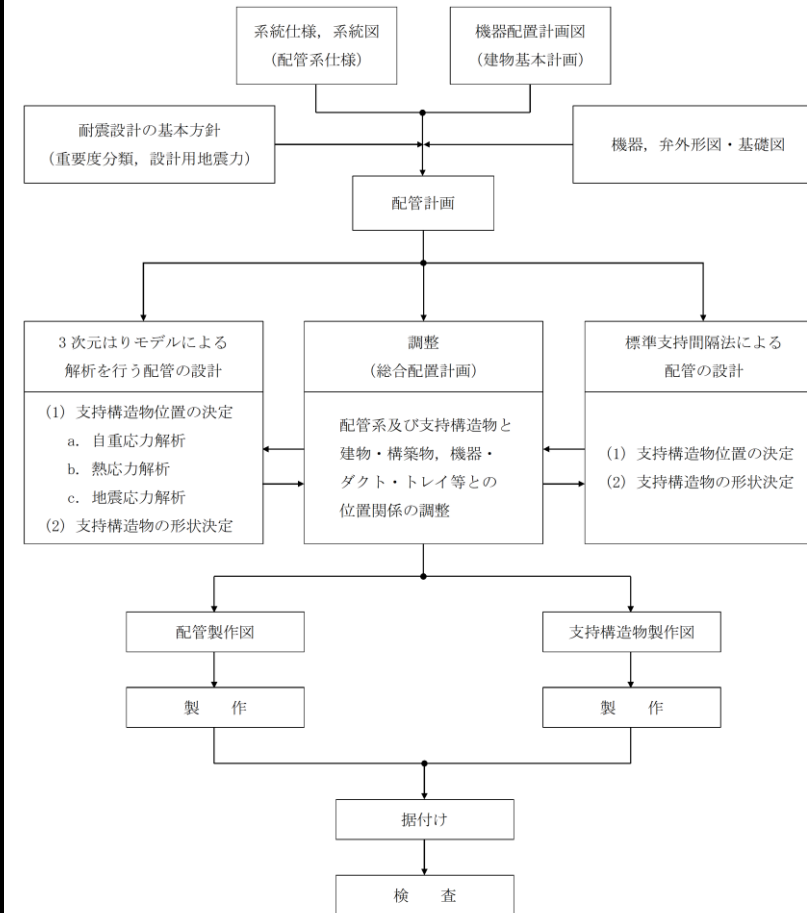 系統仕様，系統図
(配管系仕様)
機器配置計画図
(建物基本計画)
耐震設計の基本方針
(重要度分類，設計用地震力)
機器，弁外形図・基礎図
配管計画
3次元はりモデルによる
解析を行う配管の設計
(1) 支持構造物位置の決定
a. 自重応力解析
b. 熱応力解析
c. 地震応力解析
(2) 支持構造物の形状決定
調整
(総合配置計画)
配管系及び支持構造物と
建物・構築物，機器・
ダクト・トレイ等との
位置関係の調整
標準支持間隔法による
配管の設計
(1) 支持構造物位置の決定
(2) 支持構造物の形状決定
配管製作図
支持構造物製作図
製　作
製　作
据付け
検　査